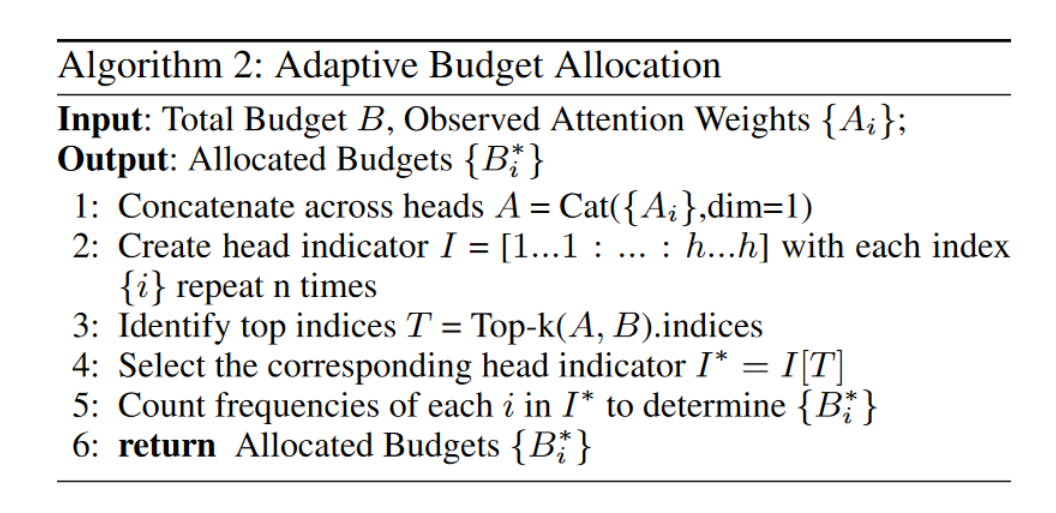 Algorithm 2: Adaptive Budget Allocation
Input: Total Budget B, Observed Attention Weights {A_i};
Output: Allocated Budgets {B_i^*}
1: Concatenate across heads A = Cat({A_i},dim=1)
2: Create head indicator I = [1...1 : ... : h...h] with each index
{i} repeat n times
3: Identify top indices T = Top-k(A, B).indices
4: Select the corresponding head indicator I^* = I[T]
5: Count frequencies of each i in I^* to determine {B_i^*}
6: return Allocated Budgets {B_i^*}